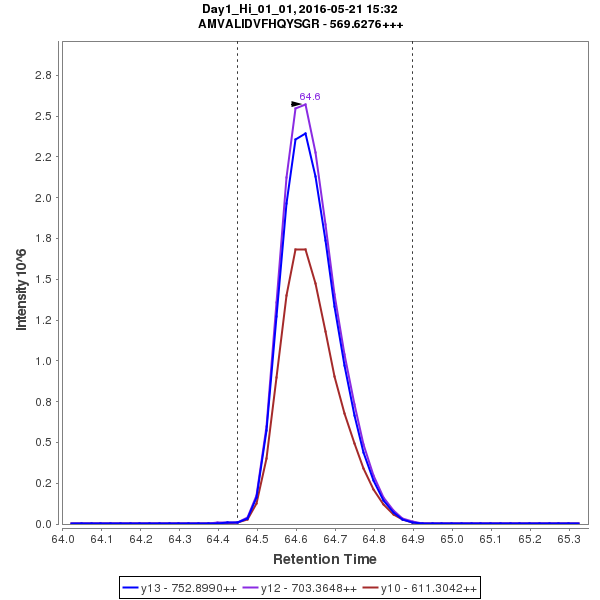 Day1_Hi_01_01, 2016-05-21 15:32
AMVALIDVFHQYSGR - 569.6276+++
64.6
2.8
2.5
2.2
2.0
1.8
1.5
1.2
1.0
0.8
0.5
0.2
0.0
Intensity 10^6
64.0 64.1 64.2 64.3 64.4 64.5 64.6 64.7 64.8 64.9 65.0 65.1 65.2 65.3
Retention Time
y13 - 752.8990++ y12 - 703.3648++ y10 - 611.3042++